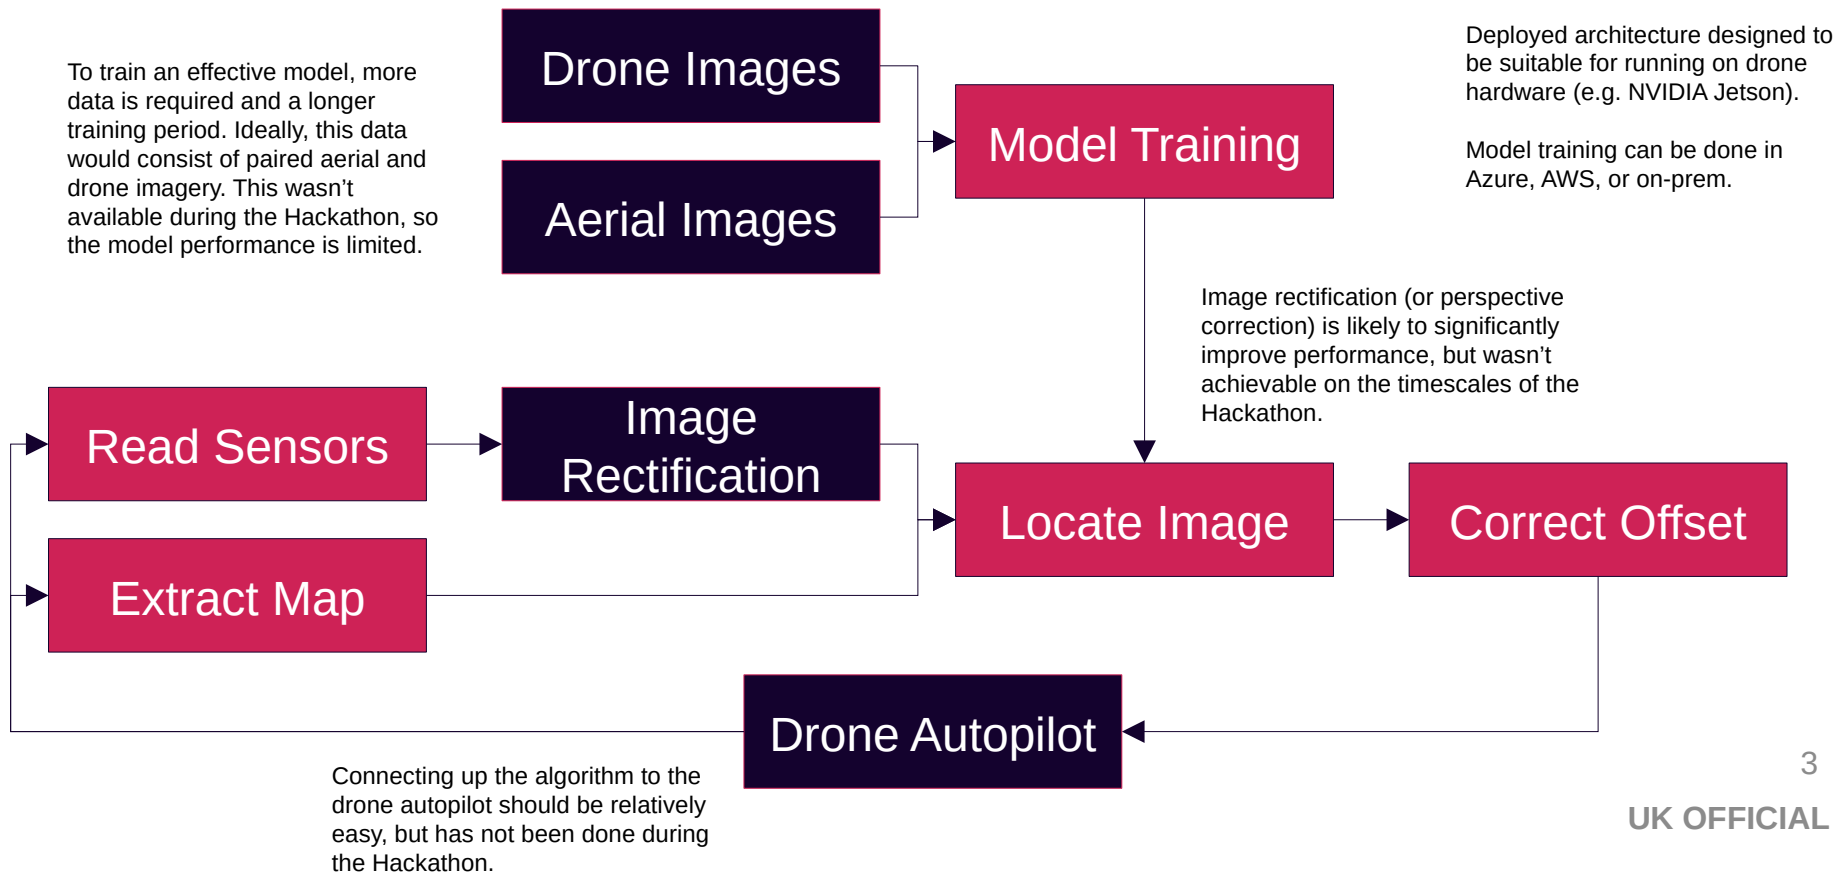 To train an effective model, more
data is required and a longer
training period. Ideally, this data
would consist of paired aerial and
drone imagery. This wasn’t
available during the Hackathon, so
the model performance is limited.
Drone Images
Aerial Images
Model Training
Deployed architecture designed to
be suitable for running on drone
hardware (e.g. NVIDIA Jetson).
Model training can be done in
Azure, AWS, or on-prem.
Image rectification (or perspective
correction) is likely to significantly
improve performance, but wasn’t
achievable on the timescales of the
Hackathon.
Read Sensors
Image
Rectification
Extract Map
Locate Image
Correct Offset
Drone Autopilot
Connecting up the algorithm to the
drone autopilot should be relatively
easy, but has not been done during
the Hackathon.
3
UK OFFICIAL